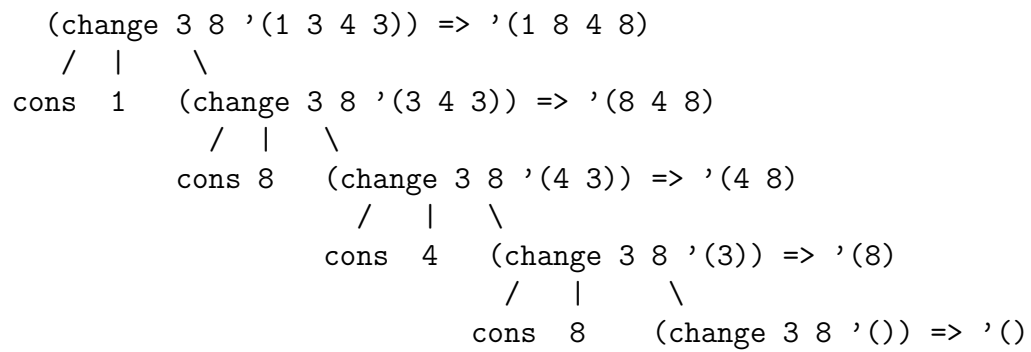 (change 3 8 ’(1 3 4 3)) => ’(1 8 4 8)
/ | \
cons 1 (change 3 8 ’(3 4 3)) => ’(8 4 8)
/ | \
cons 8 (change 3 8 ’(4 3)) => ’(4 8)
/ | \
cons 4 (change 3 8 ’(3)) => ’(8)
/ | \
cons 8 (change 3 8 ’()) => ’()